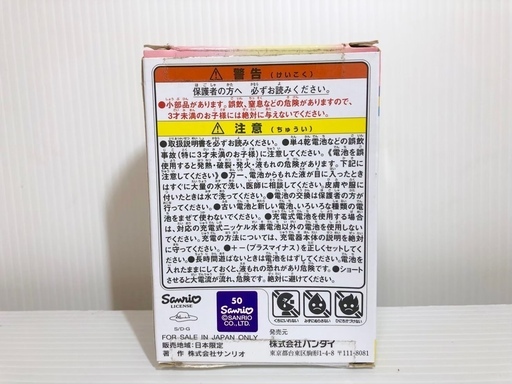 警告(けいこく)
保護者の方へ 必ずお読みください。
●小部品があります。誤飲、窒息などの危険がありますので、
3才未満のお子様には絶対に与えないでください。
注意(ちゅうい)
●取扱説明書を必ずお読みください。●単4乾電池などの誤飲
事故(特に3才未満のお子様)に注意してください。《電池を誤
使用すると発熱・破裂・発火・液もれの危険があります。下記に
注意してください》●万一、電池からもれた液が目に入ったときは
すぐに大量の水で洗い、医師に相談してください。皮膚や服に
付いたときは水で洗ってください。●電池の交換は保護者の方が
行ってください。●古い電池と新しい電池、いろいろな種類の電池を
まぜて使わないでください。●充電式電池を使用する場合
は、対応の充電式ニッケル水素電池以外の電池を使用しない
でください。充電の方法については、充電器本体の説明を絶対
に守ってください。●+-(プラスマイナス)を正しくセットしてくだ
さい。●長時間遊ばないときは電池をはずしてください。電池を
入れたままにしておくと、液もれの恐れがあり危険です。●ショートさせ
ると大電流が流れ、危険です。絶対に避けてください。
Sanrio
LICENSE
S/D-G
50
Sanrio
©SANRIO
CO.,LTD.
FOR SALE IN JAPAN ONLY
販売地域:日本限定
著作 株式会社サンリオ
発売元
株式会社バンダイ
東京都台東区駒形1-4-8 〒111-8081